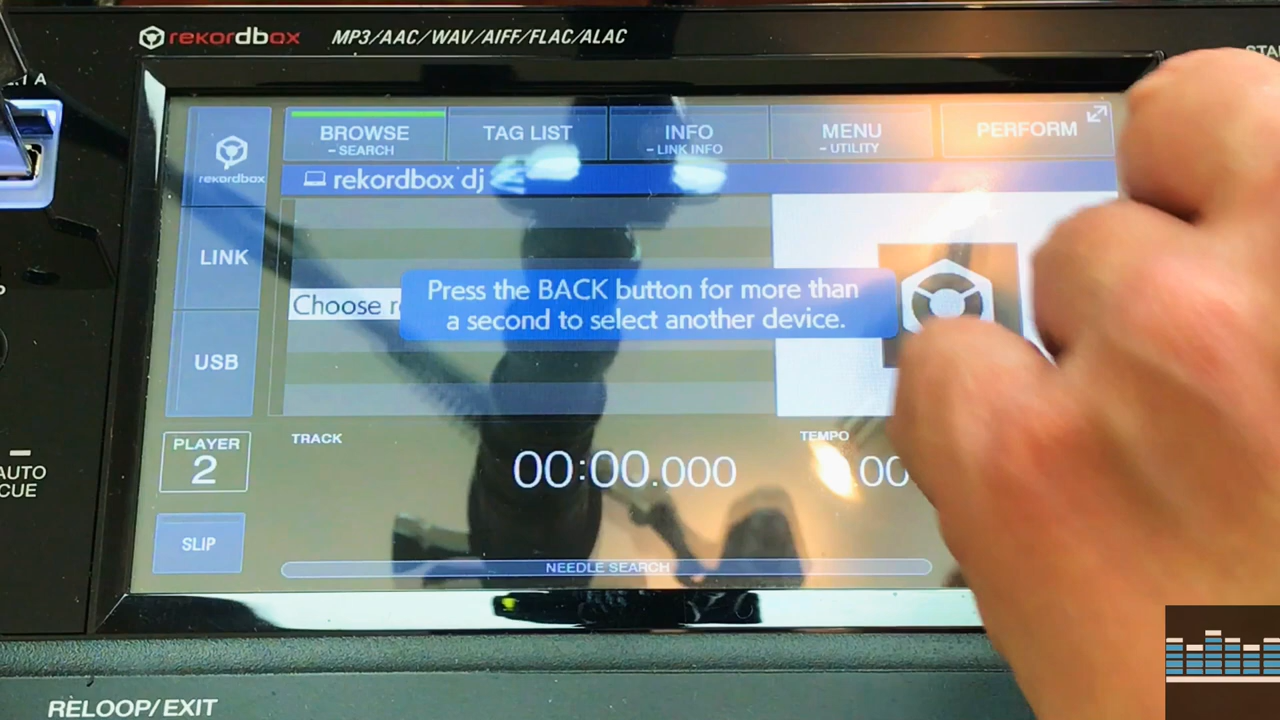 rekordbox MP3/AAC/WAV/AIFF/FLAC/ALAC
rekordbox
BROWSE
- SEARCH
TAG LIST
INFO
- LINK INFO
MENU
- UTILITY
PERFORM
rekordbox dj
LINK
Choose
Press the BACK button for more than
a second to select another device.
USB
PLAYER
2
TRACK
00:00.000
TEMPO
00
AUTO
CUE
SLIP
NEEDLE SEARCH
RELOOP/EXIT